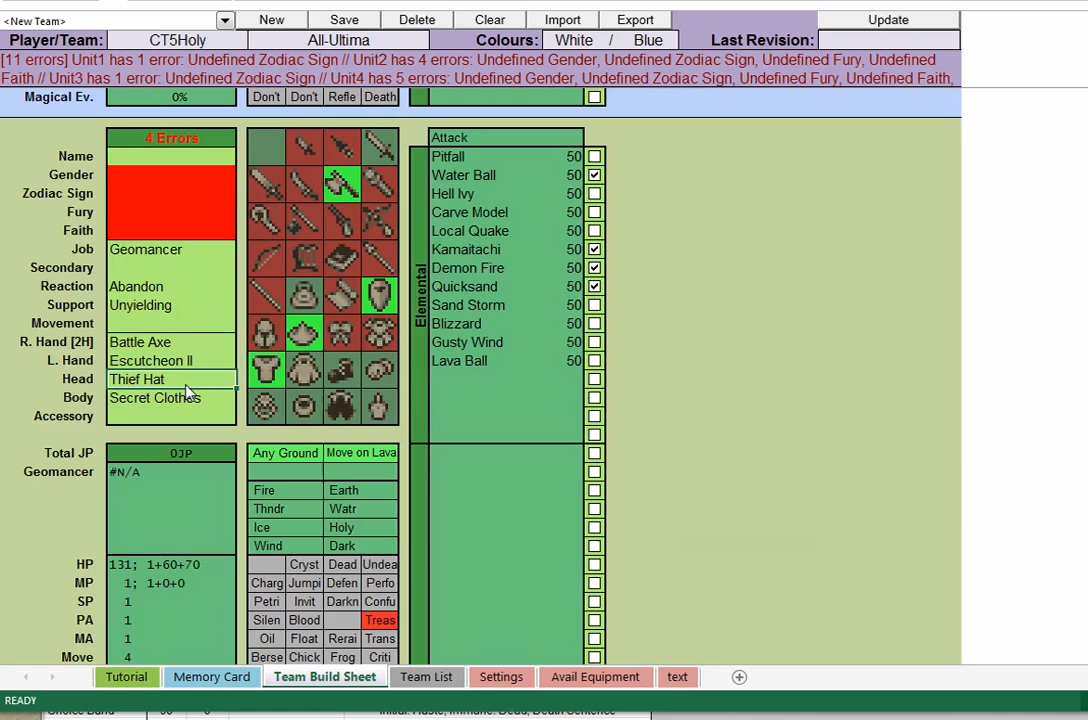 <New Team> New Save Delete Clear Import Export Update
Player/Team: CT5Holy All-Ultima Colours: White / Blue Last Revision:
[11 errors] Unit1 has 1 error: Undefined Zodiac Sign // Unit2 has 4 errors: Undefined Gender, Undefined Zodiac Sign, Undefined Fury, Undefined
Faith // Unit3 has 1 error: Undefined Zodiac Sign // Unit4 has 5 errors: Undefined Gender, Undefined Zodiac Sign, Undefined Fury, Undefined Faith,
Magical Ev. 0% Don't Don't Refle Death
4 Errors Attack
Name Pitfall 50
Gender Water Ball 50
Zodiac Sign Hell Ivy 50
Fury Carve Model 50
Faith Local Quake 50
Job Geomancer Kamaitachi 50
Secondary Demon Fire 50
Reaction Abandon Quicksand 50
Support Unyielding Sand Storm 50
Movement Blizzard 50
R. Hand [2H] Battle Axe Gusty Wind 50
L. Hand Escutcheon II Lava Ball 50
Head Thief Hat
Body Secret Clothes
Accessory
Elemental
Total JP 0JP Any Ground Move on Lava
Geomancer #N/A
Fire Earth
Thndr Watr
Ice Holy
Wind Dark
HP 131; 1+60+70 Cryst Dead Undea
MP 1; 1+0+0 Charg Jumpi Defen Perfo
SP 1 Petri Invit Darkn Confu
PA 1 Silen Blood Treas
MA 1 Oil Float Rerai Trans
Move 4 Berse Chick Frog Criti
Tutorial Memory Card Team Build Sheet Team List Settings Avail Equipment text
READY